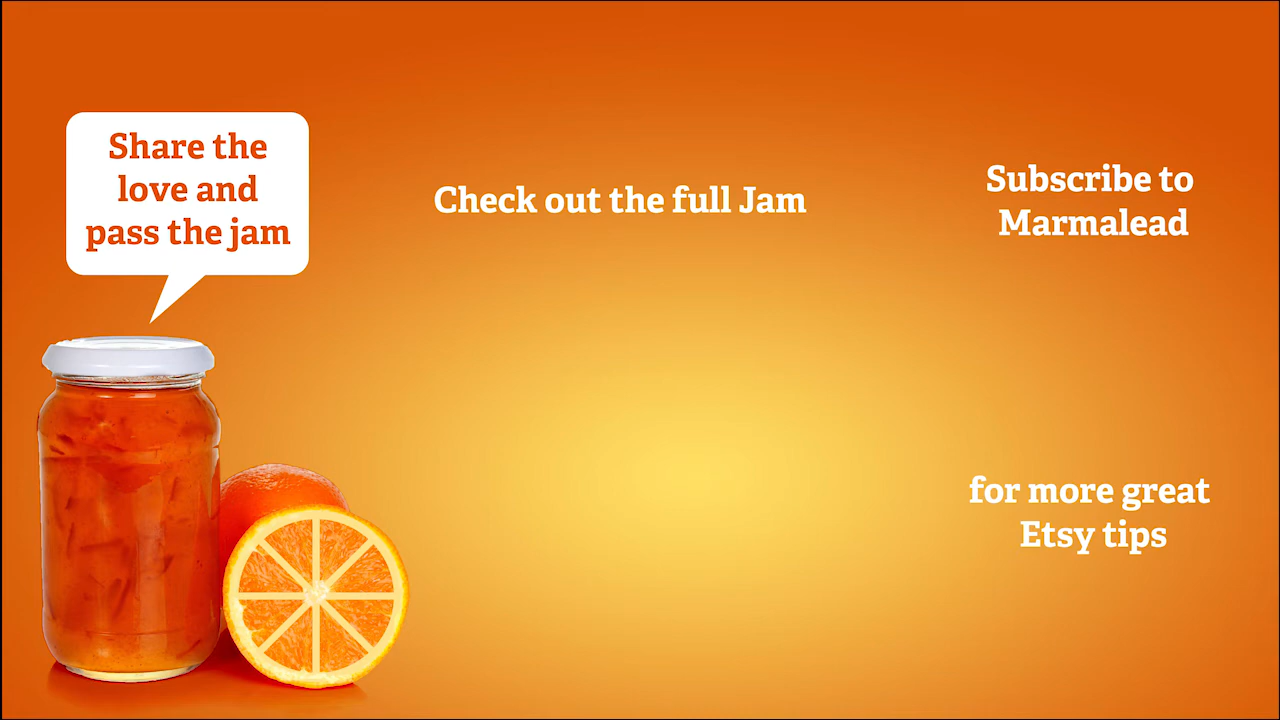 Share the
love and
pass the jam
Check out the full Jam
Subscribe to
Marmalead
for more great
Etsy tips